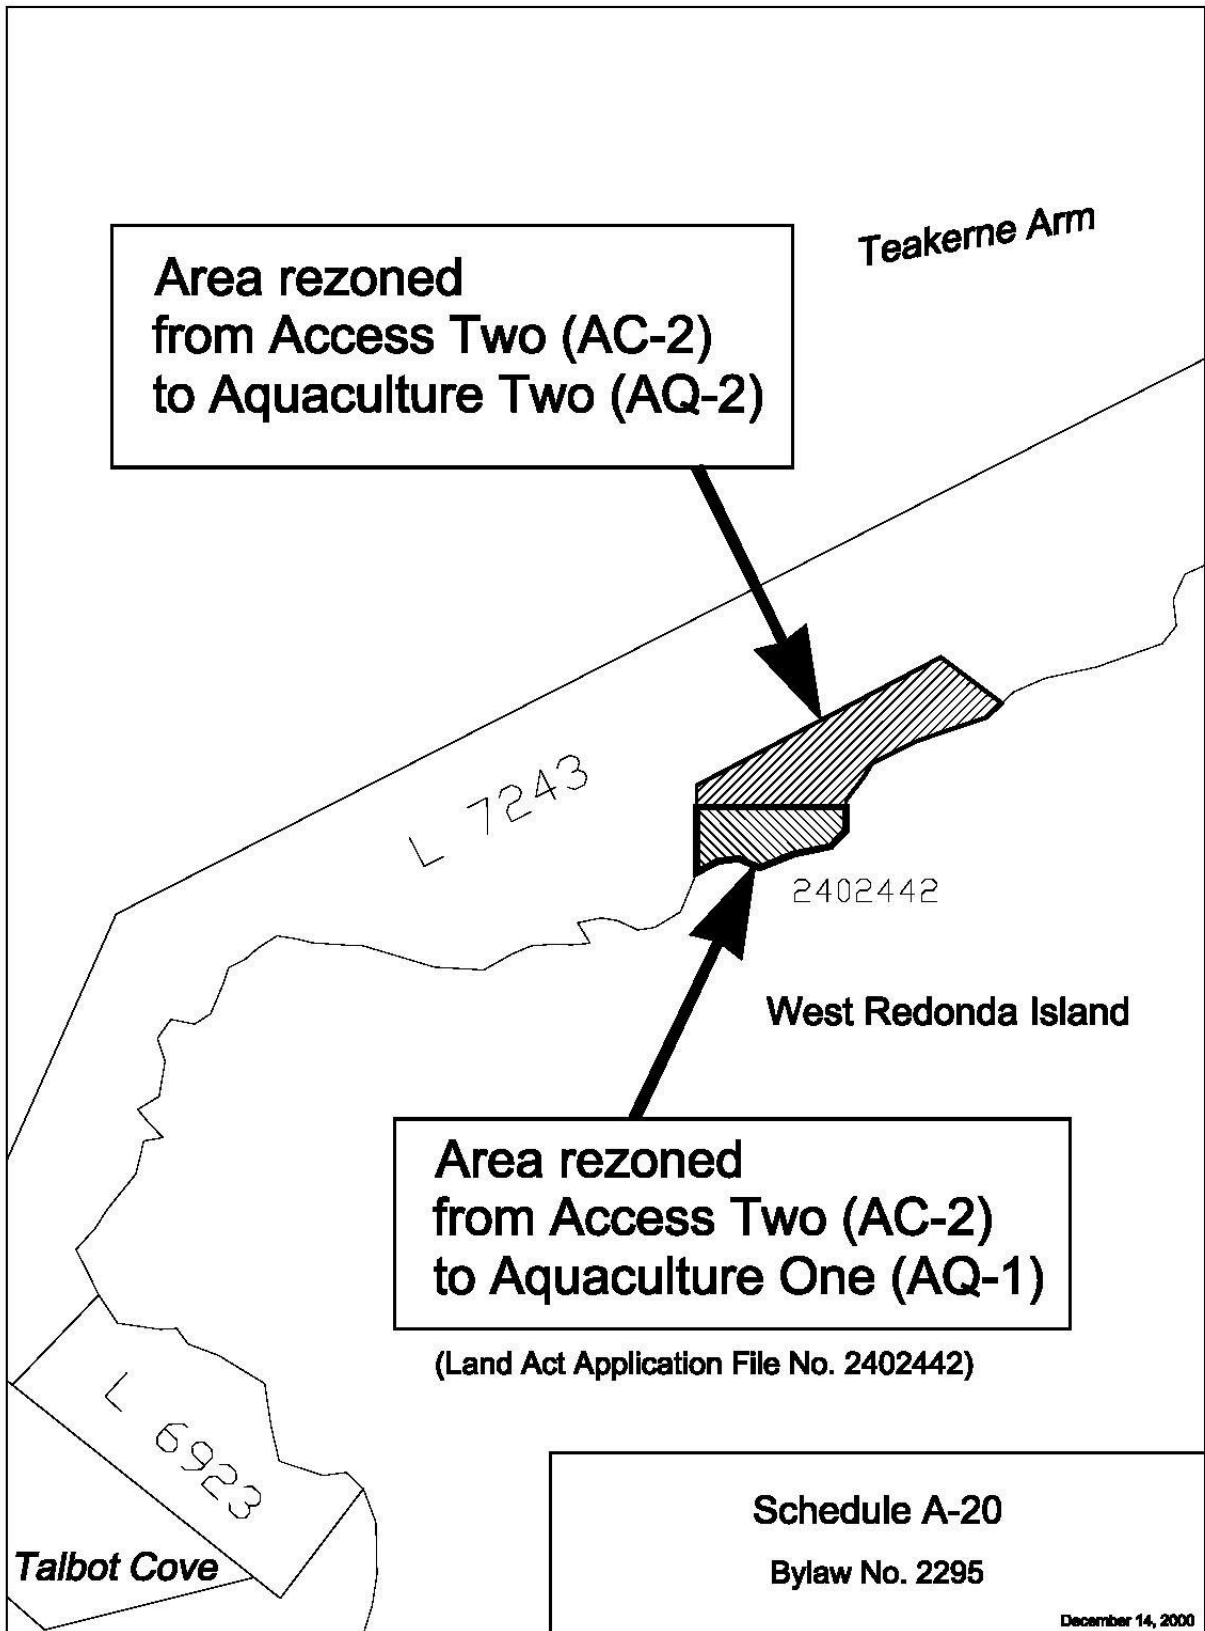 Teakerne Arm
Area rezoned
from Access Two (AC-2)
to Aquaculture Two (AQ-2)
L 7243
2402442
West Redonda Island
Area rezoned
from Access Two (AC-2)
to Aquaculture One (AQ-1)
(Land Act Application File No. 2402442)
L 6923
Talbot Cove
Schedule A-20
Bylaw No. 2295
December 14, 2000